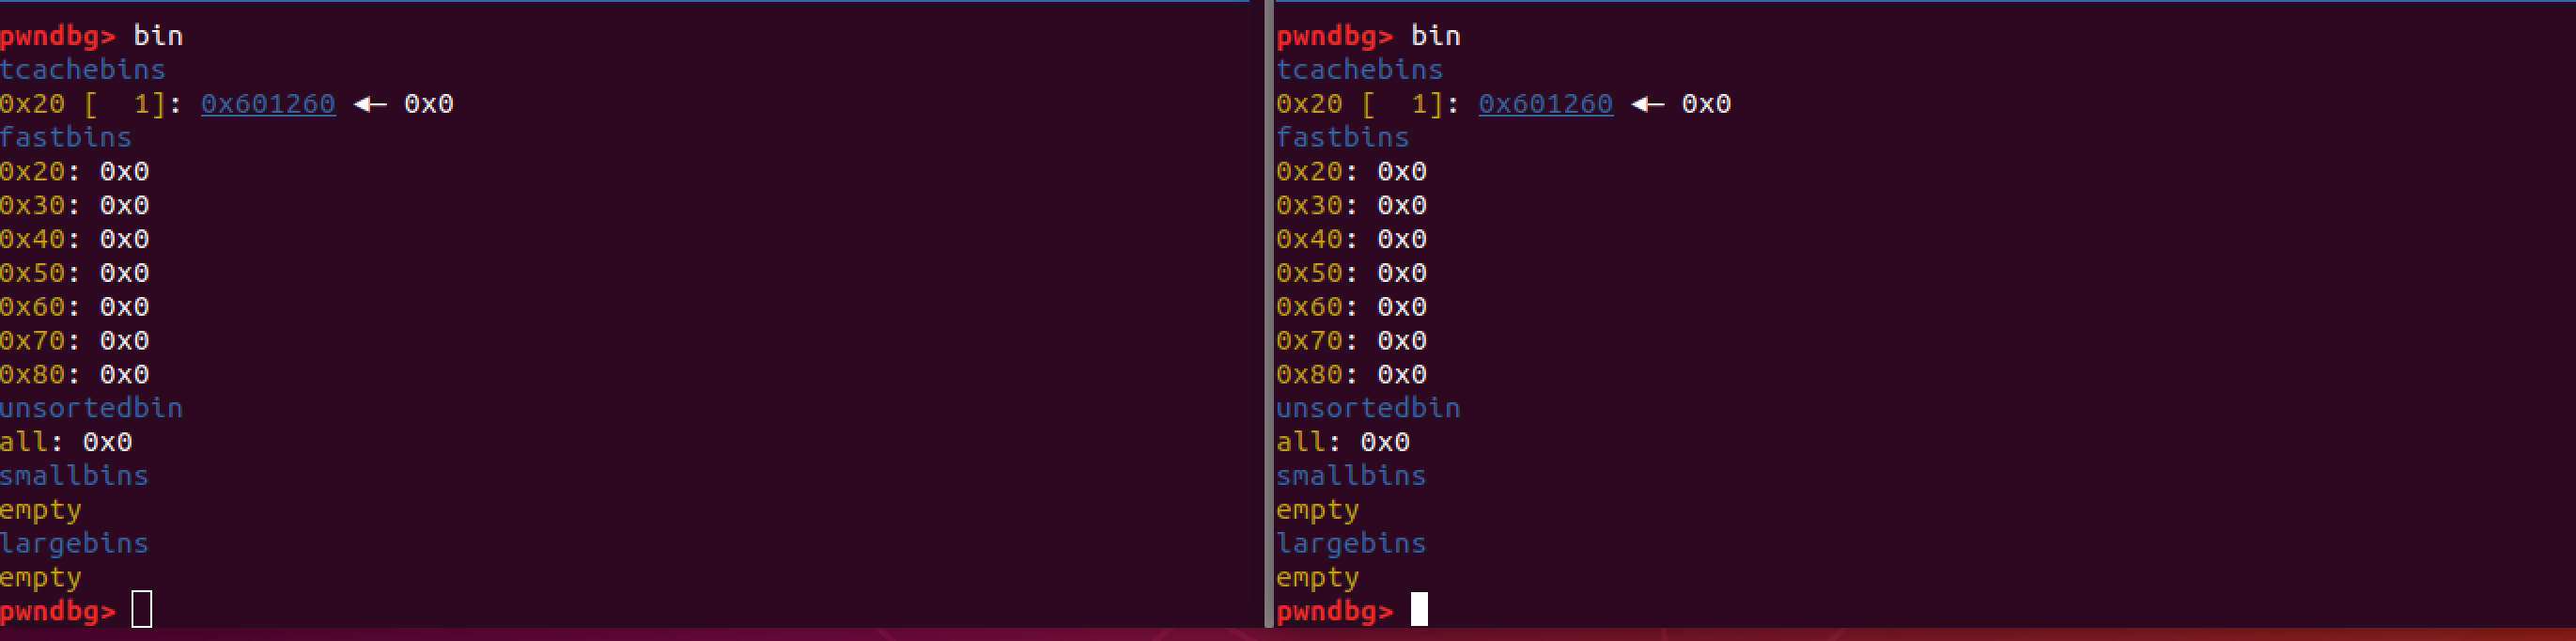 pwndbg> bin
tcachebins
0x20 [  1]: 0x601260 ◂— 0x0
fastbins
0x20: 0x0
0x30: 0x0
0x40: 0x0
0x50: 0x0
0x60: 0x0
0x70: 0x0
0x80: 0x0
unsortedbin
all: 0x0
smallbins
empty
largebins
empty
pwndbg>
pwndbg> bin
tcachebins
0x20 [  1]: 0x601260 ◂— 0x0
fastbins
0x20: 0x0
0x30: 0x0
0x40: 0x0
0x50: 0x0
0x60: 0x0
0x70: 0x0
0x80: 0x0
unsortedbin
all: 0x0
smallbins
empty
largebins
empty
pwndbg>